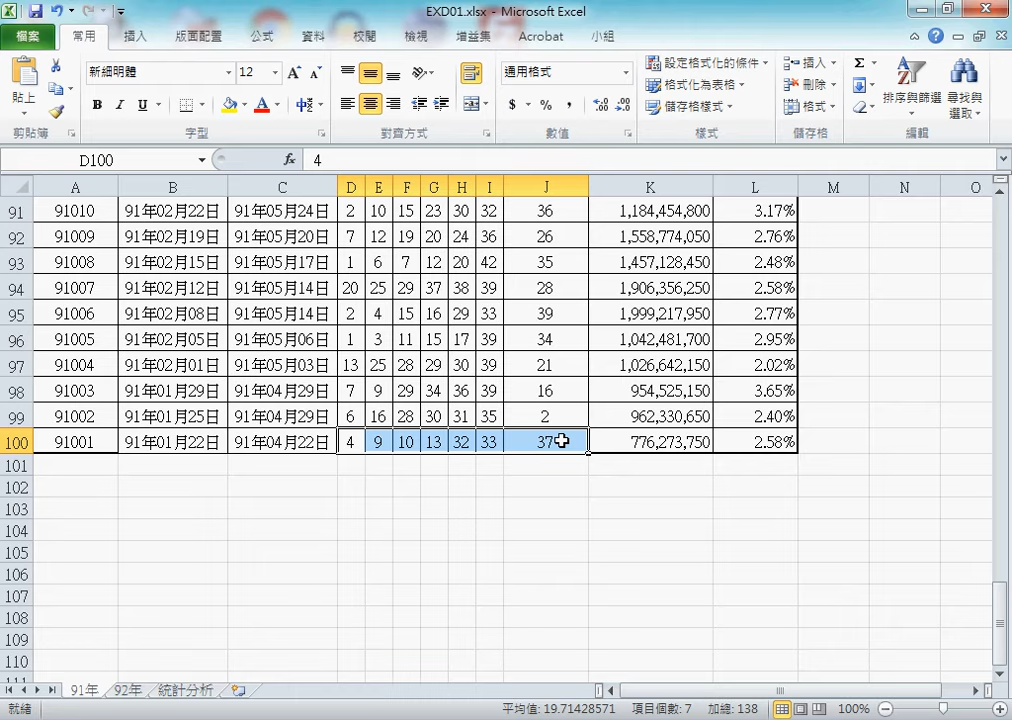 EXD01.xlsx - Microsoft Excel
檔案 常用 插入 版面配置 公式 資料 校閱 檢視 增益集 Acrobat 小組
新細明體 12 通用格式 設定格式化的條件 插入
貼上 格式化為表格 刪除 排序與篩選 尋找與選取
B I U 中 $ % , 儲存格樣式 格式
剪貼簿 字型 對齊方式 數值 樣式 儲存格 編輯
D100 fx 4
A B C D E F G H I J K L M N O
91 91010 91年02月22日 91年05月24日 2 10 15 23 30 32 36 1,184,454,800 3.17%
92 91009 91年02月19日 91年05月20日 7 12 19 20 24 36 26 1,558,774,050 2.76%
93 91008 91年02月15日 91年05月17日 1 6 7 12 20 42 35 1,457,128,450 2.48%
94 91007 91年02月12日 91年05月14日 20 25 29 37 38 39 28 1,906,356,250 2.58%
95 91006 91年02月08日 91年05月14日 2 4 15 16 29 33 39 1,999,217,950 2.77%
96 91005 91年02月05日 91年05月06日 1 3 11 15 17 39 34 1,042,481,700 2.95%
97 91004 91年02月01日 91年05月03日 13 25 28 29 30 39 21 1,026,642,150 2.02%
98 91003 91年01月29日 91年04月29日 7 9 29 34 36 39 16 954,525,150 3.65%
99 91002 91年01月25日 91年04月29日 6 16 28 30 31 35 2 962,330,650 2.40%
100 91001 91年01月22日 91年04月22日 4 9 10 13 32 33 37 776,273,750 2.58%
101
102
103
104
105
106
107
108
109
110
91年 92年 統計分析
就緒 平均值: 19.71428571 項目個數: 7 加總: 138 100%